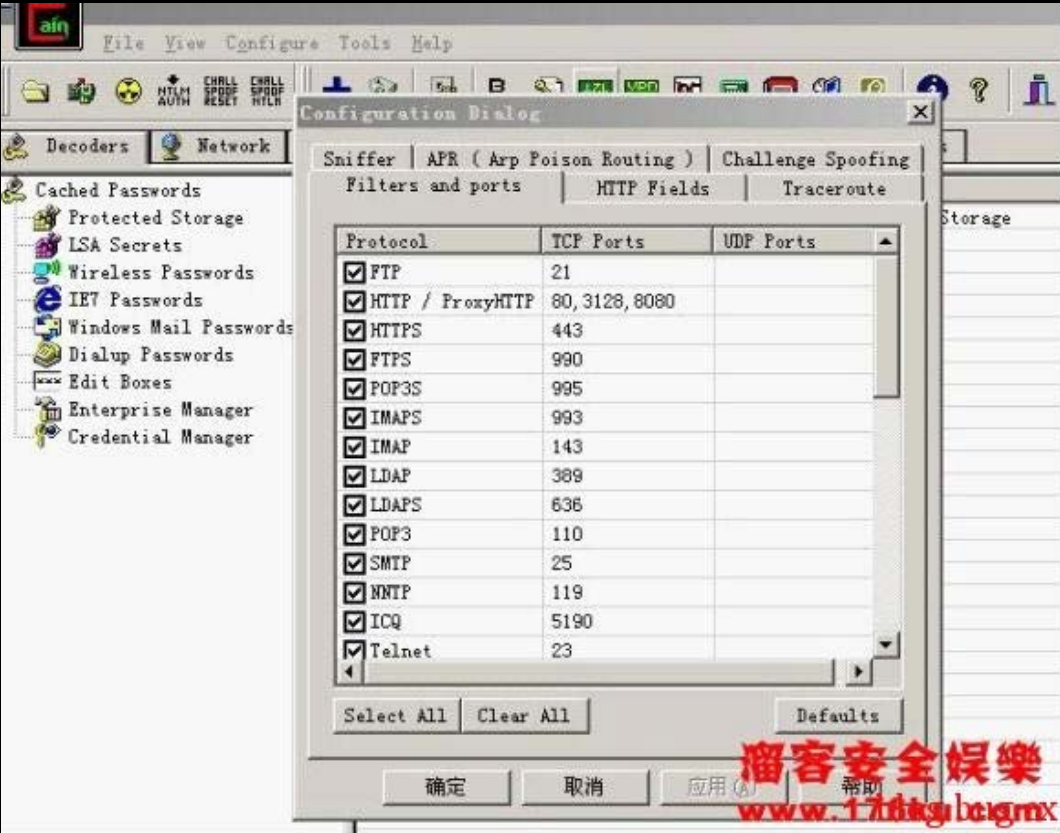 ain
File View Configure Tools Help
NTLM AUTH
CHALL SPOOF RESET
CHALL SPOOF NTLM
Configuration Dialog
Decoders
Network
Sniffer
APR ( Arp Poison Routing )
Challenge Spoofing
Filters and ports
HTTP Fields
Traceroute
Cached Passwords
Protected Storage
LSA Secrets
Wireless Passwords
IE7 Passwords
Windows Mail Passwords
Dialup Passwords
Edit Boxes
Enterprise Manager
Credential Manager
Storage
Protocol TCP Ports UDP Ports
FTP 21
HTTP / ProxyHTTP 80,3128,8080
HTTPS 443
FTPS 990
POP3S 995
IMAPS 993
IMAP 143
LDAP 389
LDAPS 636
POP3 110
SMTP 25
NNTP 119
ICQ 5190
Telnet 23
Select All
Clear All
Defaults
确定
取消
应用(A)
帮助
溜客安全娱樂